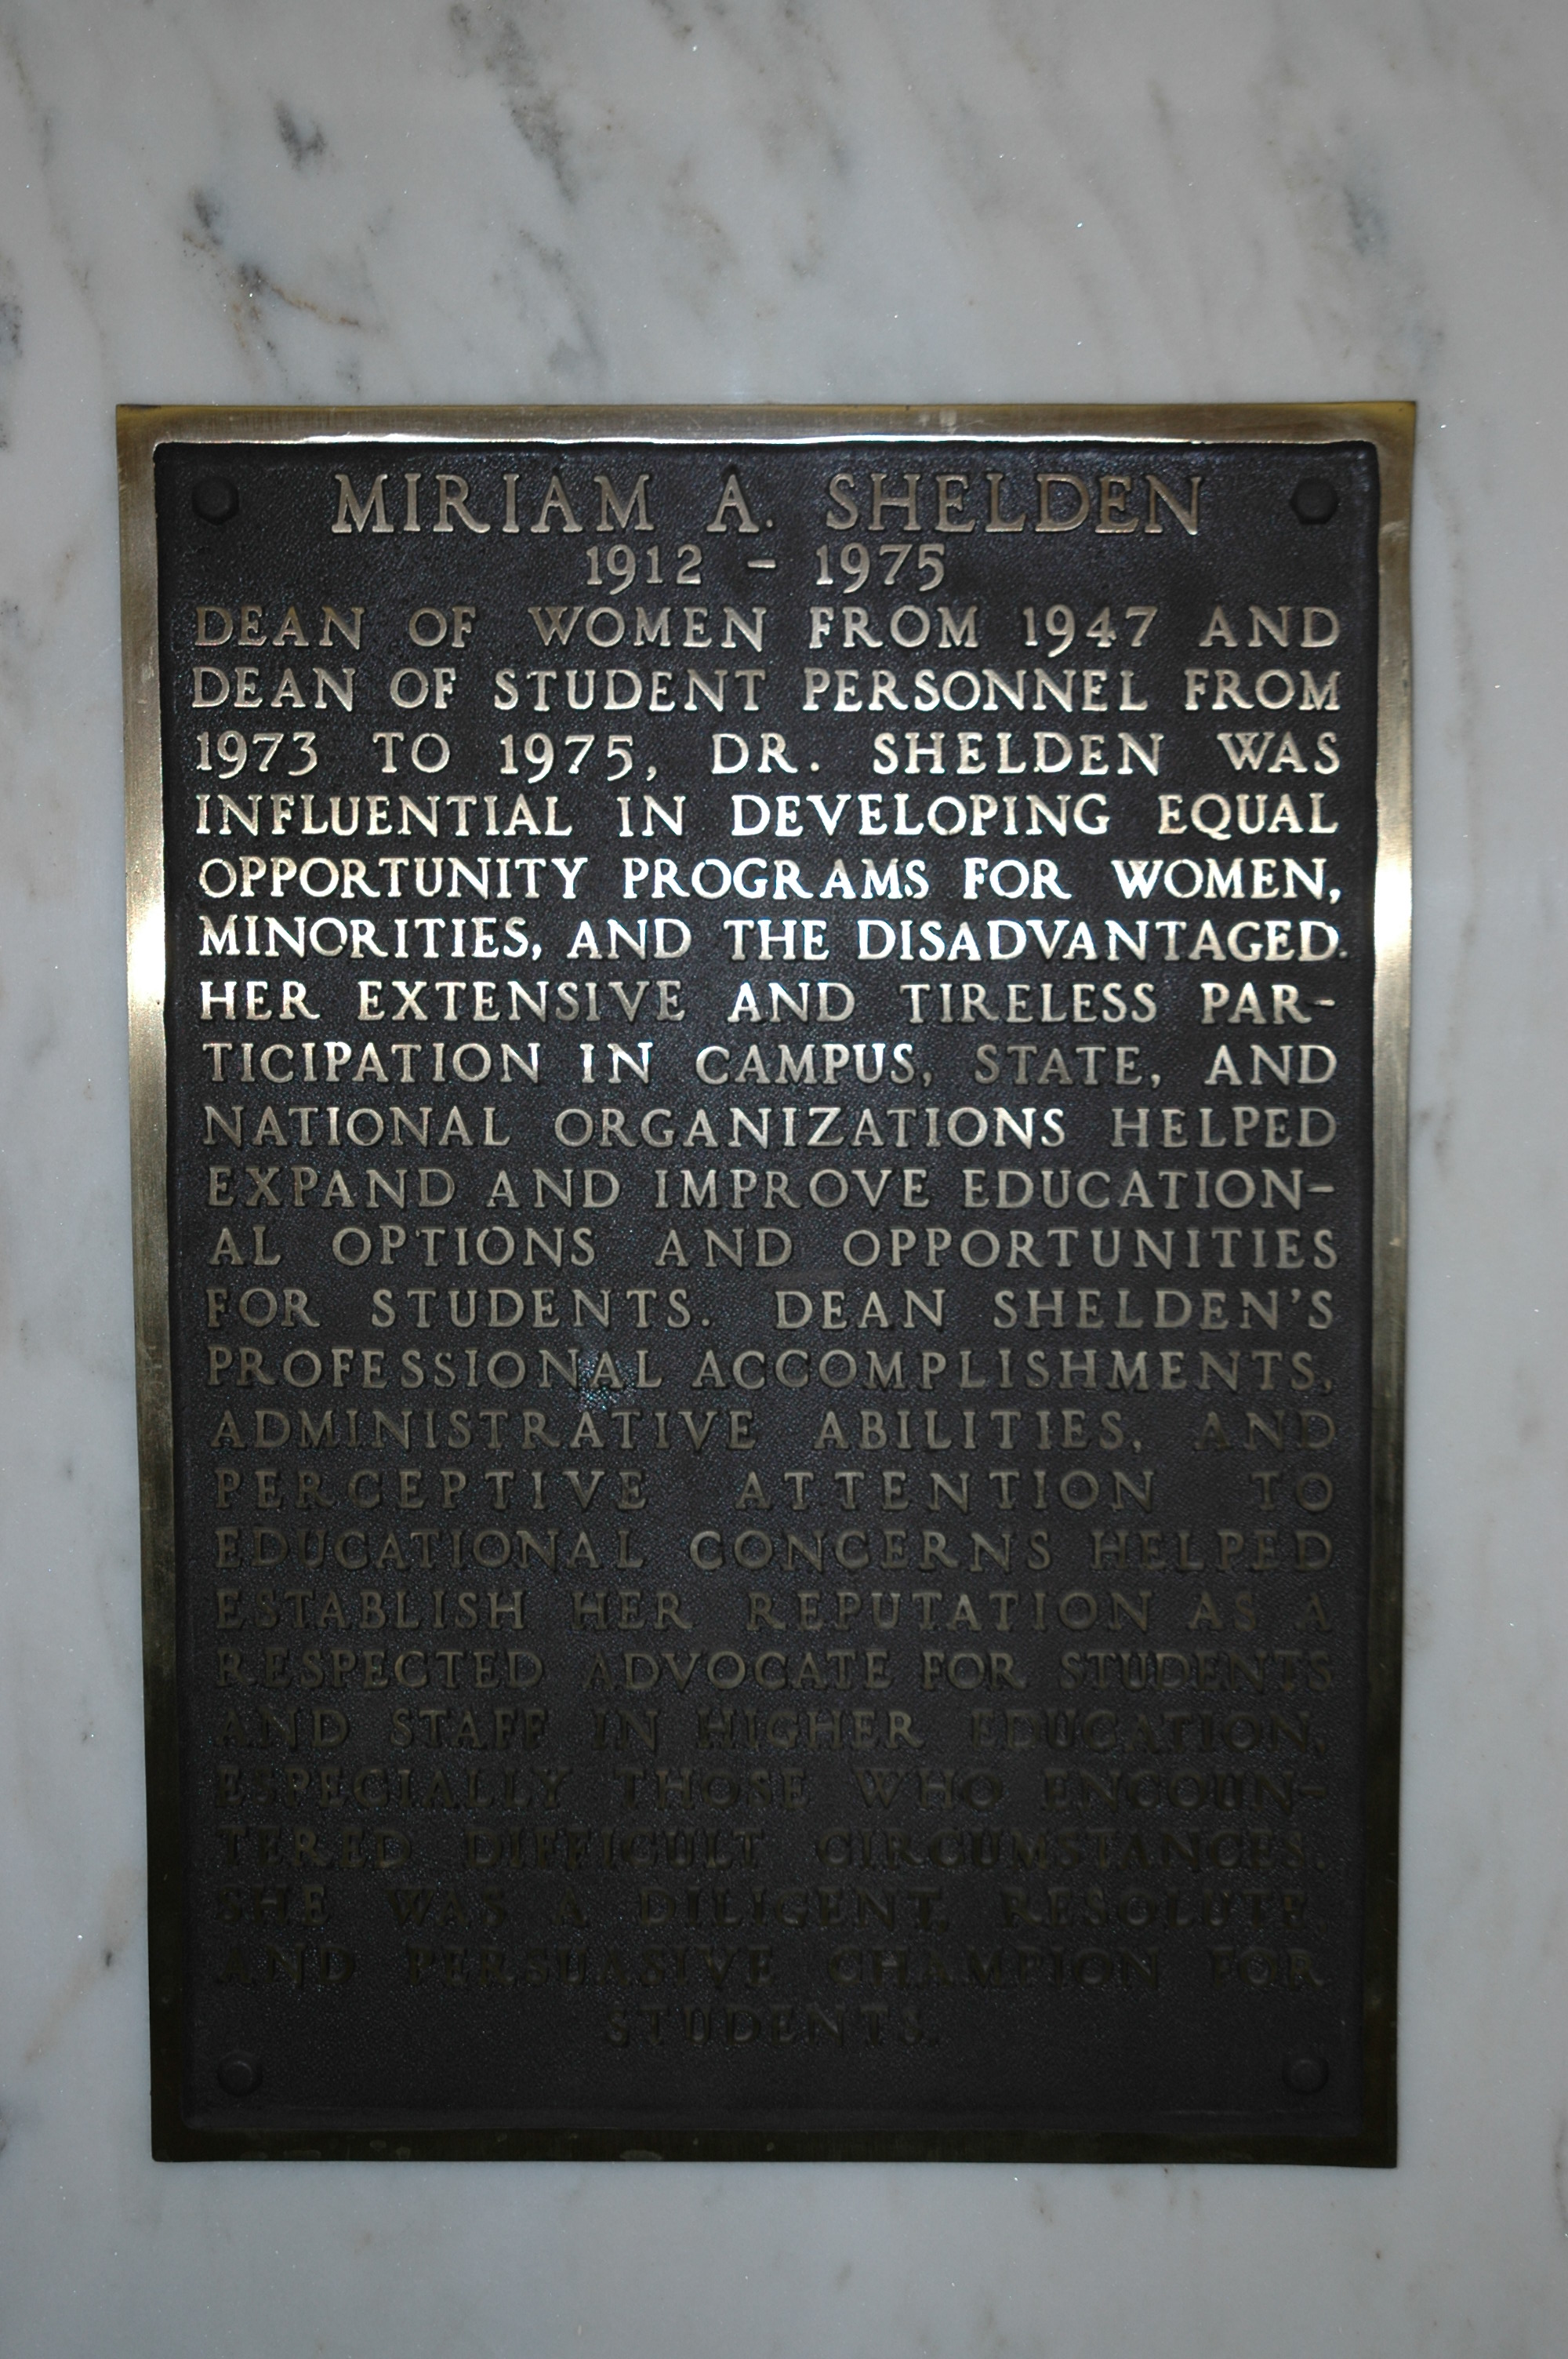 MIRIAM A. SHELDEN
1912 - 1975
DEAN OF WOMEN FROM 1947 AND
DEAN OF STUDENT PERSONNEL FROM
1973 TO 1975, DR. SHELDEN WAS
INFLUENTIAL IN DEVELOPING EQUAL
OPPORTUNITY PROGRAMS FOR WOMEN,
MINORITIES, AND THE DISADVANTAGED.
HER EXTENSIVE AND TIRELESS PAR-
TICIPATION IN CAMPUS, STATE, AND
NATIONAL ORGANIZATIONS HELPED
EXPAND AND IMPROVE EDUCATION-
AL OPTIONS AND OPPORTUNITIES
FOR STUDENTS. DEAN SHELDEN'S
PROFESSIONAL ACCOMPLISHMENTS,
ADMINISTRATIVE ABILITIES, AND
PERCEPTIVE ATTENTION TO
EDUCATIONAL CONCERNS HELPED
ESTABLISH HER REPUTATION AS A
RESPECTED ADVOCATE FOR STUDENTS
AND STAFF IN HIGHER EDUCATION,
ESPECIALLY THOSE WHO ENCOUN-
TERED DIFFICULT CIRCUMSTANCES.
SHE WAS A DILIGENT, RESOLUTE,
AND PERSUASIVE CHAMPION FOR
STUDENTS.